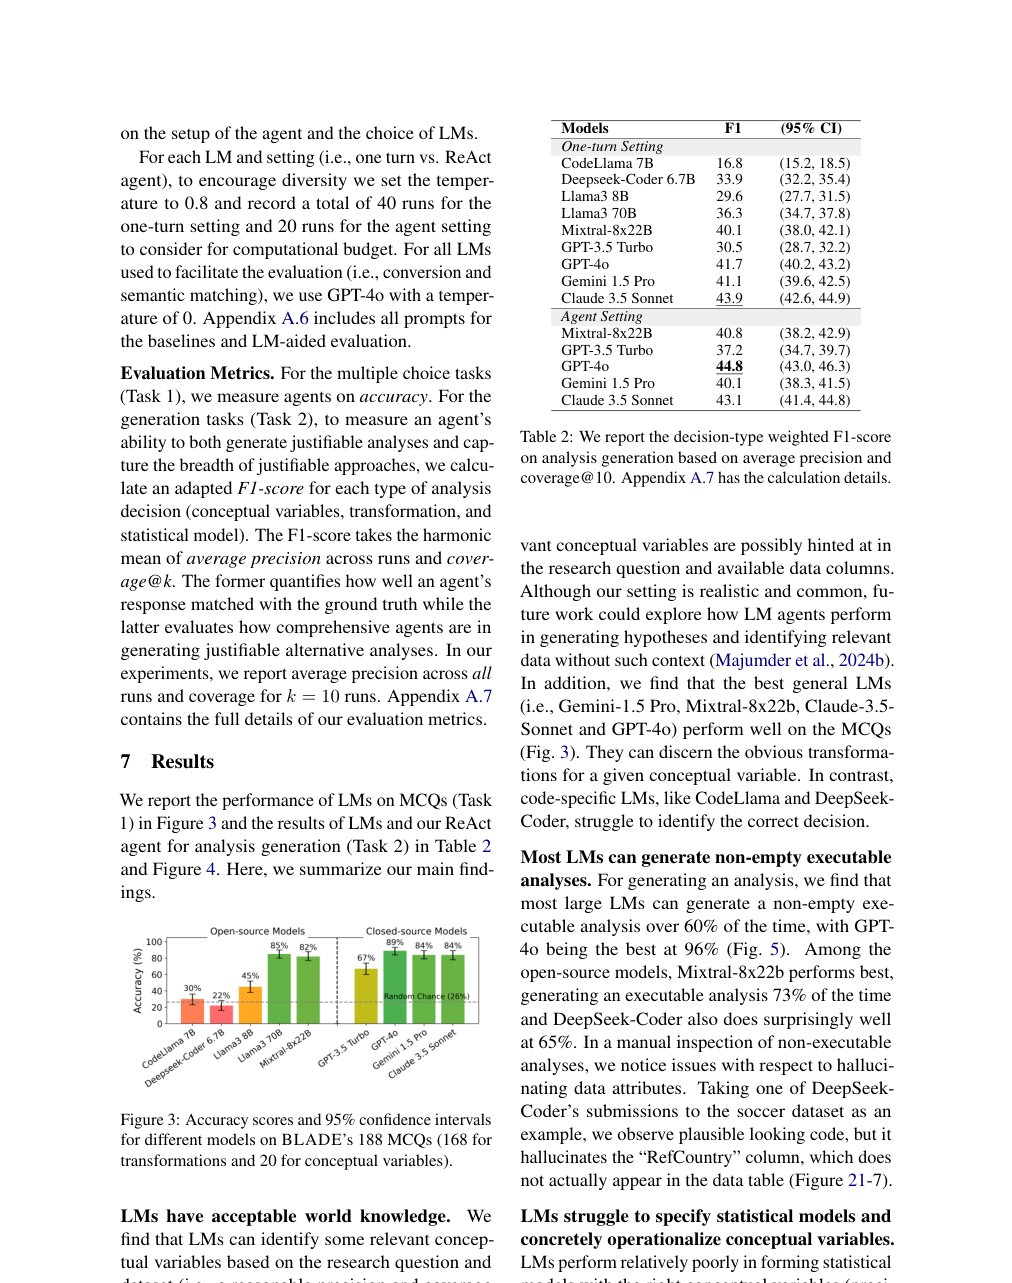 on the setup of the agent and the choice of LMs.
For each LM and setting (i.e., one turn vs. ReAct
agent), to encourage diversity we set the temper-
ature to 0.8 and record a total of 40 runs for the
one-turn setting and 20 runs for the agent setting
to consider for computational budget. For all LMs
used to facilitate the evaluation (i.e., conversion and
semantic matching), we use GPT-4o with a temper-
ature of 0. Appendix A.6 includes all prompts for
the baselines and LM-aided evaluation.
Evaluation Metrics. For the multiple choice tasks
(Task 1), we measure agents on accuracy. For the
generation tasks (Task 2), to measure an agent's
ability to both generate justifiable analyses and cap-
ture the breadth of justifiable approaches, we calcu-
late an adapted F1-score for each type of analysis
decision (conceptual variables, transformation, and
statistical model). The F1-score takes the harmonic
mean of average precision across runs and cover-
age@k. The former quantifies how well an agent's
response matched with the ground truth while the
latter evaluates how comprehensive agents are in
generating justifiable alternative analyses. In our
experiments, we report average precision across all
runs and coverage for k = 10 runs. Appendix A.7
contains the full details of our evaluation metrics.
7 Results
We report the performance of LMs on MCQs (Task
1) in Figure 3 and the results of LMs and our ReAct
agent for analysis generation (Task 2) in Table 2
and Figure 4. Here, we summarize our main find-
ings.
Open-source Models Closed-source Models
Accuracy (%)
100
80
60
40
20
0
30%
22%
45%
85%
82%
67%
89%
84%
84%
Random Chance (26%)
CodeLlama 7B
Deepseek-Coder 6.7B
Llama3 8B
Llama3 70B
Mixtral-8x22B
GPT-3.5 Turbo
GPT-4o
Gemini 1.5 Pro
Claude 3.5 Sonnet
Figure 3: Accuracy scores and 95% confidence intervals
for different models on BLADE's 188 MCQs (168 for
transformations and 20 for conceptual variables).
LMs have acceptable world knowledge. We
find that LMs can identify some relevant concep-
tual variables based on the research question and
Models F1 (95% CI)
One-turn Setting
CodeLlama 7B 16.8 (15.2, 18.5)
Deepseek-Coder 6.7B 33.9 (32.2, 35.4)
Llama3 8B 29.6 (27.7, 31.5)
Llama3 70B 36.3 (34.7, 37.8)
Mixtral-8x22B 40.1 (38.0, 42.1)
GPT-3.5 Turbo 30.5 (28.7, 32.2)
GPT-4o 41.7 (40.2, 43.2)
Gemini 1.5 Pro 41.1 (39.6, 42.5)
Claude 3.5 Sonnet 43.9 (42.6, 44.9)
Agent Setting
Mixtral-8x22B 40.8 (38.2, 42.9)
GPT-3.5 Turbo 37.2 (34.7, 39.7)
GPT-4o 44.8 (43.0, 46.3)
Gemini 1.5 Pro 40.1 (38.3, 41.5)
Claude 3.5 Sonnet 43.1 (41.4, 44.8)
Table 2: We report the decision-type weighted F1-score
on analysis generation based on average precision and
coverage@10. Appendix A.7 has the calculation details.
vant conceptual variables are possibly hinted at in
the research question and available data columns.
Although our setting is realistic and common, fu-
ture work could explore how LM agents perform
in generating hypotheses and identifying relevant
data without such context (Majumder et al., 2024b).
In addition, we find that the best general LMs
(i.e., Gemini-1.5 Pro, Mixtral-8x22b, Claude-3.5-
Sonnet and GPT-4o) perform well on the MCQs
(Fig. 3). They can discern the obvious transforma-
tions for a given conceptual variable. In contrast,
code-specific LMs, like CodeLlama and DeepSeek-
Coder, struggle to identify the correct decision.
Most LMs can generate non-empty executable
analyses. For generating an analysis, we find that
most large LMs can generate a non-empty exe-
cutable analysis over 60% of the time, with GPT-
4o being the best at 96% (Fig. 5). Among the
open-source models, Mixtral-8x22b performs best,
generating an executable analysis 73% of the time
and DeepSeek-Coder also does surprisingly well
at 65%. In a manual inspection of non-executable
analyses, we notice issues with respect to halluci-
nating data attributes. Taking one of DeepSeek-
Coder's submissions to the soccer dataset as an
example, we observe plausible looking code, but it
hallucinates the “RefCountry” column, which does
not actually appear in the data table (Figure 21-7).
LMs struggle to specify statistical models and
concretely operationalize conceptual variables.
LMs perform relatively poorly in forming statistical